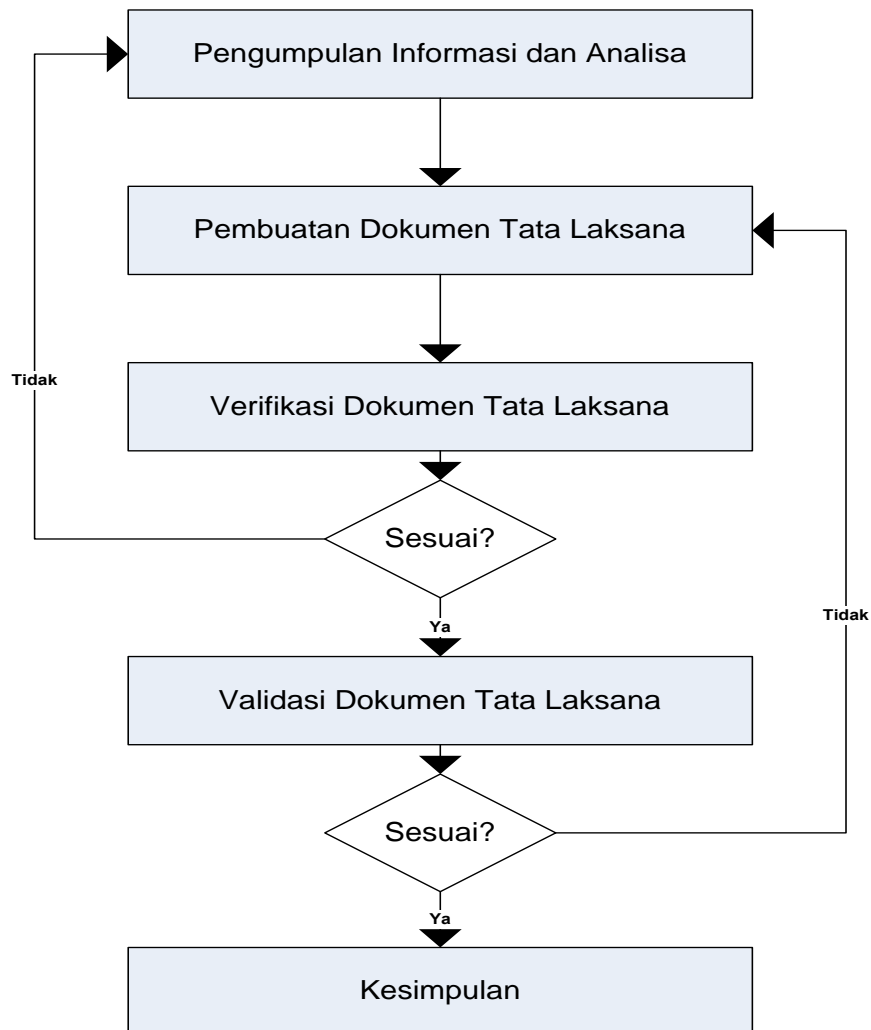 Pengumpulan Informasi dan Analisa
Pembuatan Dokumen Tata Laksana
Tidak
Verifikasi Dokumen Tata Laksana
Sesuai?
Tidak
Ya
Validasi Dokumen Tata Laksana
Sesuai?
Ya
Kesimpulan